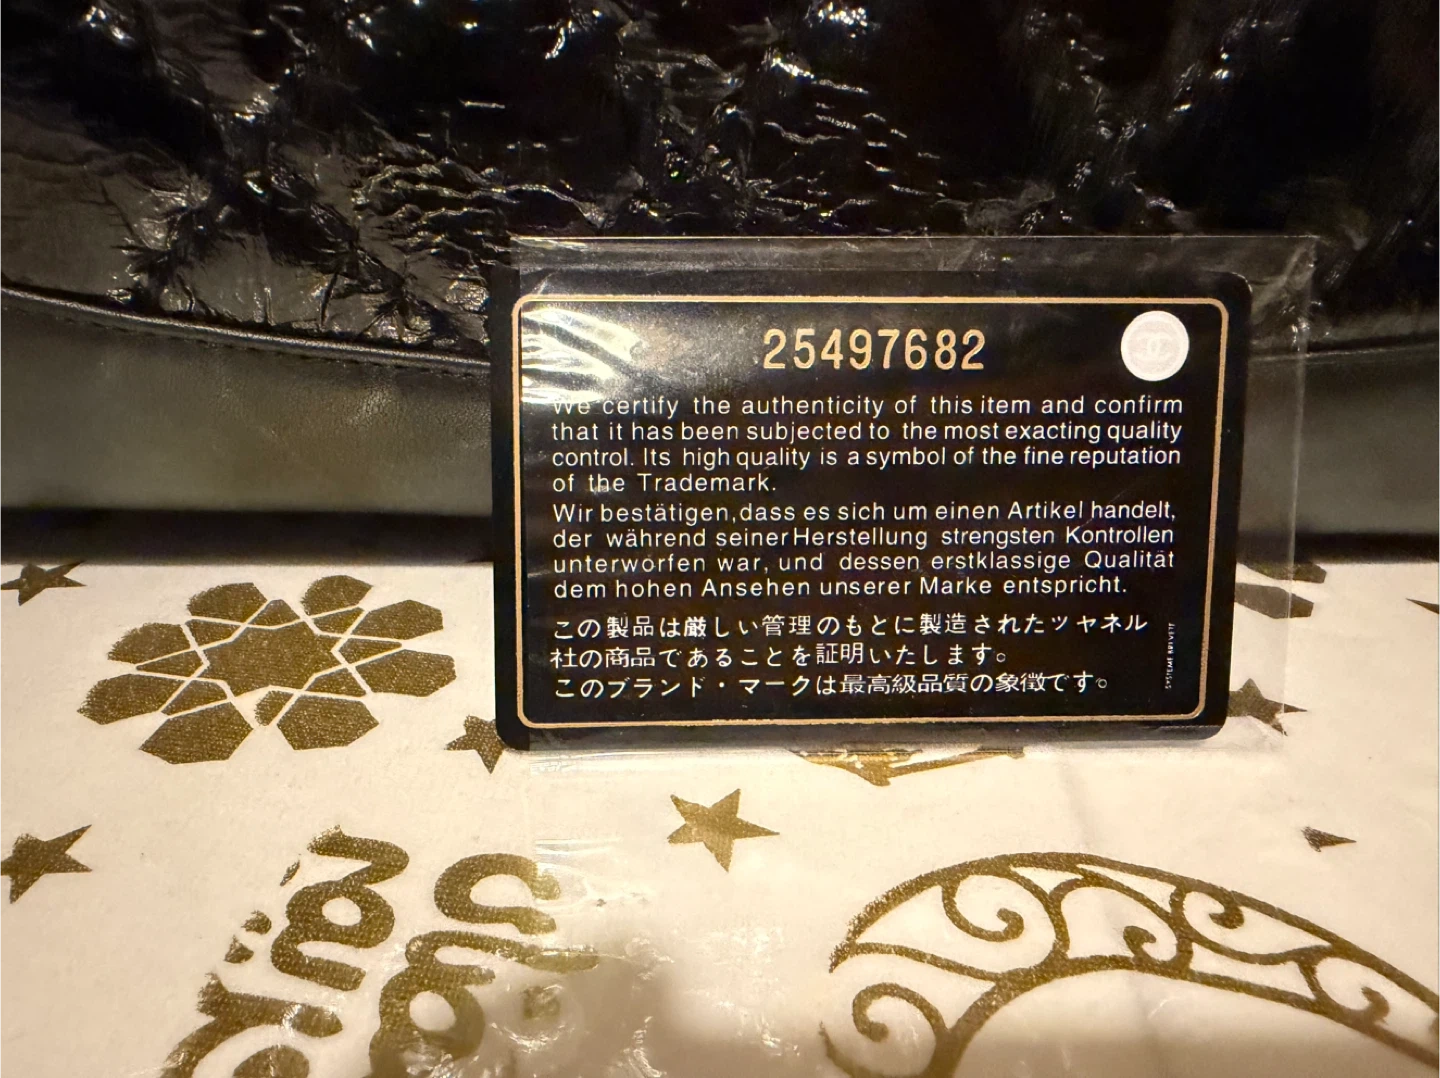 25497682
We certify the authenticity of this item and confirm
that it has been subjected to the most exacting quality
control. Its high quality is a symbol of the fine reputation
of the Trademark.
Wir bestätigen, dass es sich um einen Artikel handelt,
der während seiner Herstellung strengsten Kontrollen
unterworfen war, und dessen erstklassige Qualität
dem hohen Ansehen unserer Marke entspricht.
この製品は厳しい管理のもとに製造されたツヤネル
社の商品であることを証明いたします。
このブランド・マークは最高級品質の象徴です。
SYSTEME BREVETE